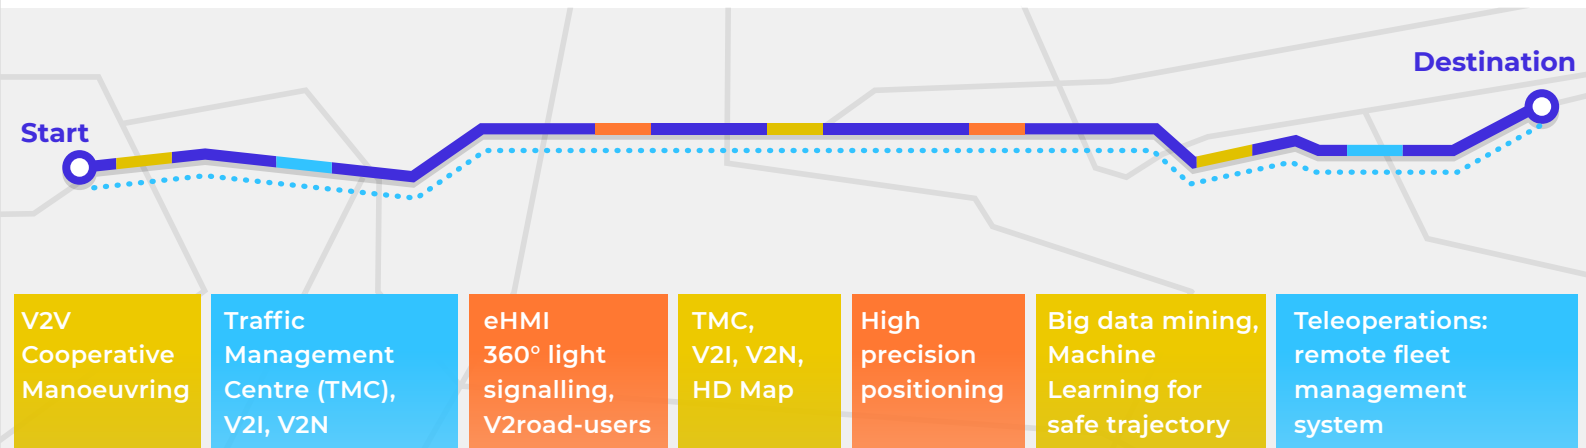 Destination
Start
V2V
Cooperative
Manoeuvring
Traffic
Management
Centre (TMC),
V2I, V2N
eHMI
360° light
signalling,
V2road-users
TMC,
V2I, V2N,
HD Map
High
precision
positioning
Big data mining,
Machine
Learning for
safe trajectory
Teleoperations:
remote fleet
management
system